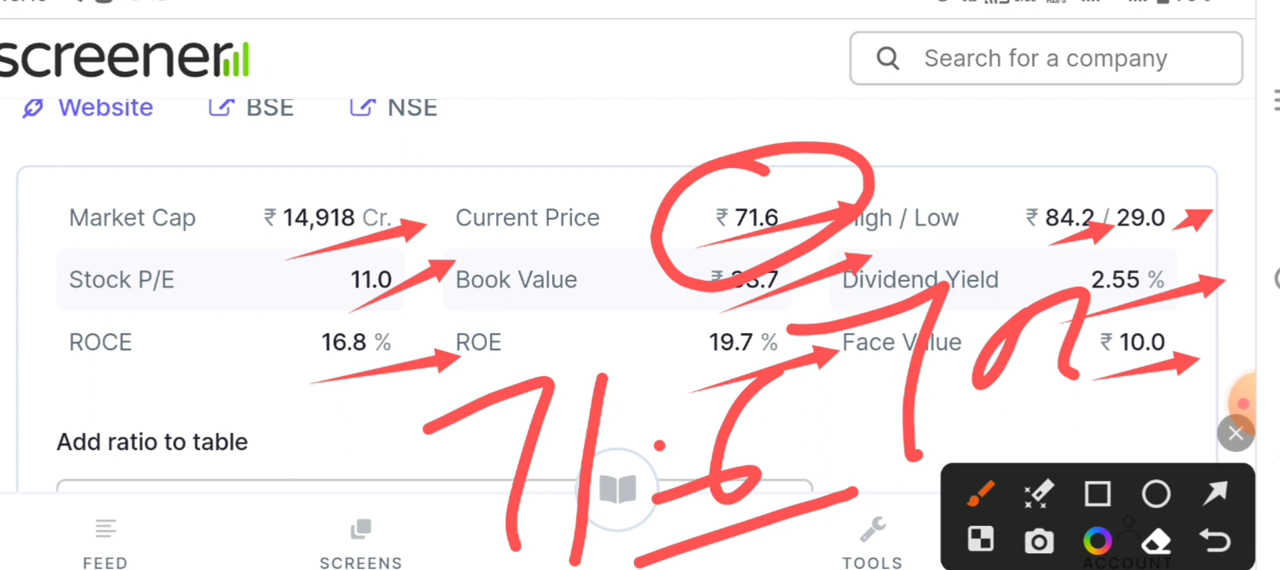 screener
Search for a company
Website BSE NSE
Market Cap ₹ 14,918 Cr. Current Price ₹ 71.6 High / Low ₹ 84.2 / 29.0
Stock P/E 11.0 Book Value ₹ Dividend Yield 2.55 %
ROCE 16.8 % ROE 19.7 % Face Value ₹ 10.0
71.6
Add ratio to table
FEED SCREENS TOOLS ACCOUNT